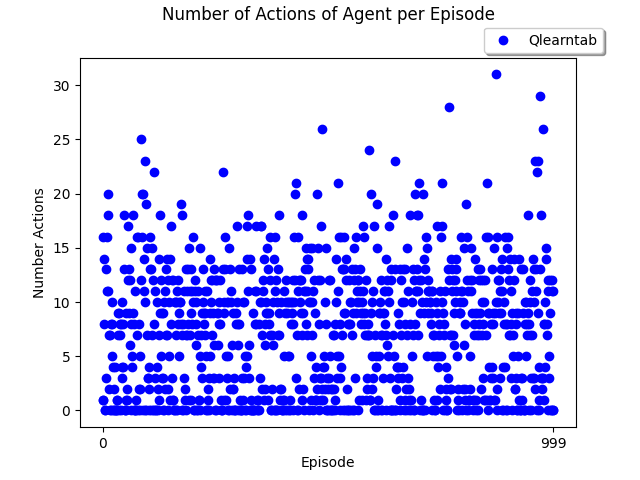 Number of Actions of Agent per Episode
Qlearntab
30
25
20
15
10
5
0
Number Actions
0 999
Episode